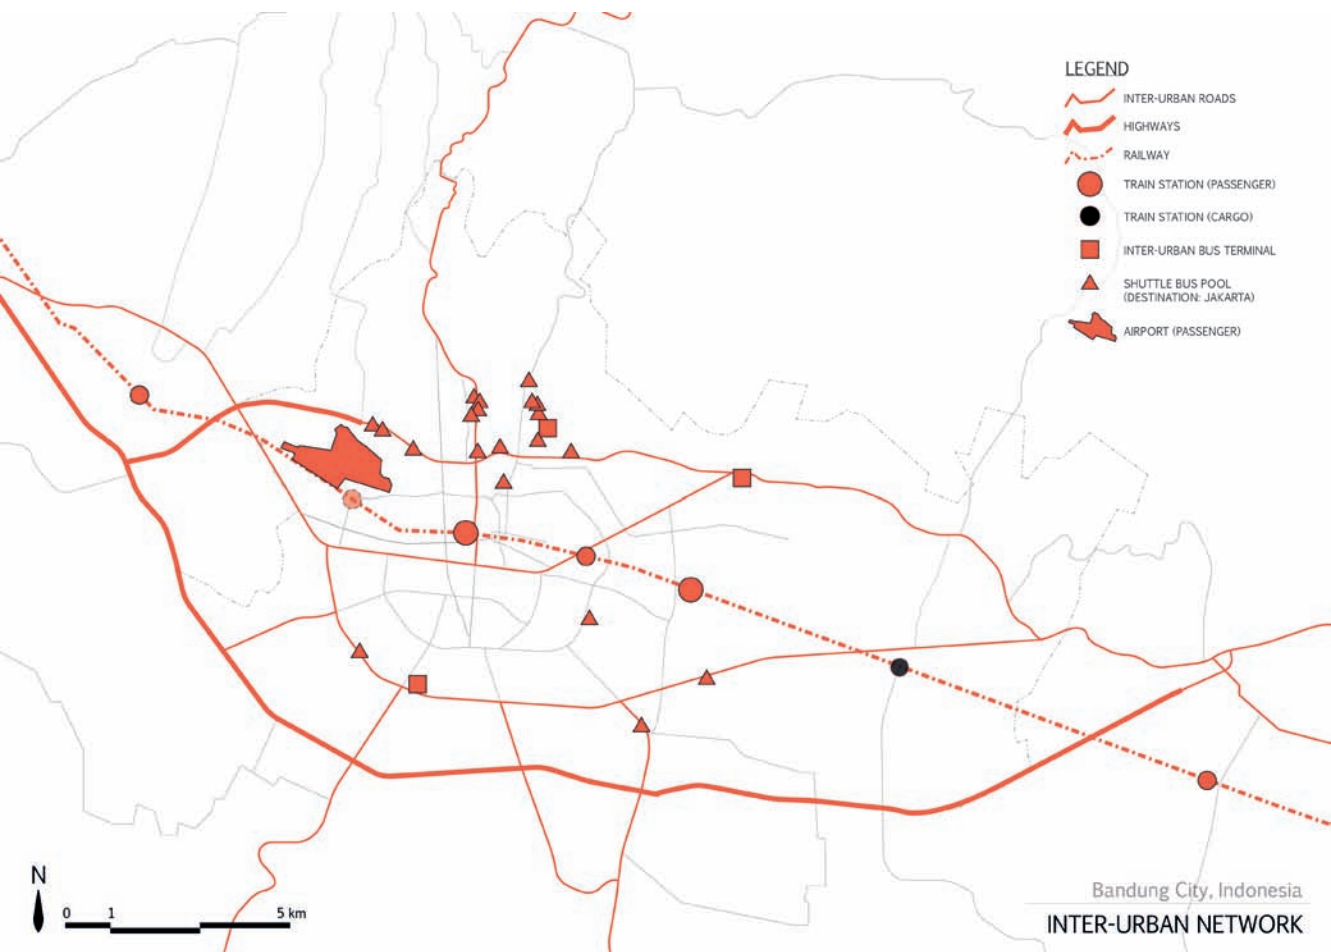 LEGEND
INTER-URBAN ROADS
HIGHWAYS
RAILWAY
TRAIN STATION (PASSENGER)
TRAIN STATION (CARGO)
INTER-URBAN BUS TERMINAL
SHUTTLE BUS POOL
(DESTINATION: JAKARTA)
AIRPORT (PASSENGER)
N
0 1 5 km
Bandung City, Indonesia
INTER-URBAN NETWORK